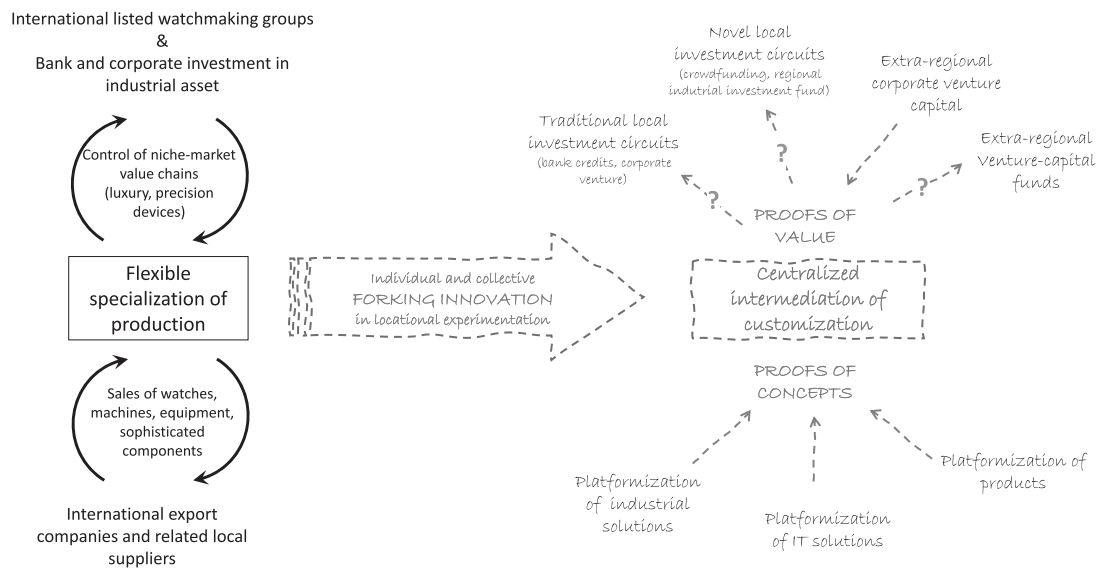 International listed watchmaking groups
&
Bank and corporate investment in
industrial asset
Control of niche-market
value chains
(luxury, precision
devices)
Flexible
specialization of
production
Sales of watches,
machines, equipment,
sophisticated
components
International export
companies and related local
suppliers
Individual and collective
FORKING INNOVATION
in locational experimentation
Traditional local
investment circuits
(bank credits, corporate
venture)
?
Novel local
investment circuits
(crowdfunding, regional
indutrial investment fund)
?
Extra-regional
corporate venture
capital
Extra-regional
Venture-capital
funds
?
PROOFS OF
VALUE
Centralized
intermediation of
customization
PROOFS OF
CONCEPTS
Platformization
of industrial
solutions
Platformization
of IT solutions
Platformization of
products